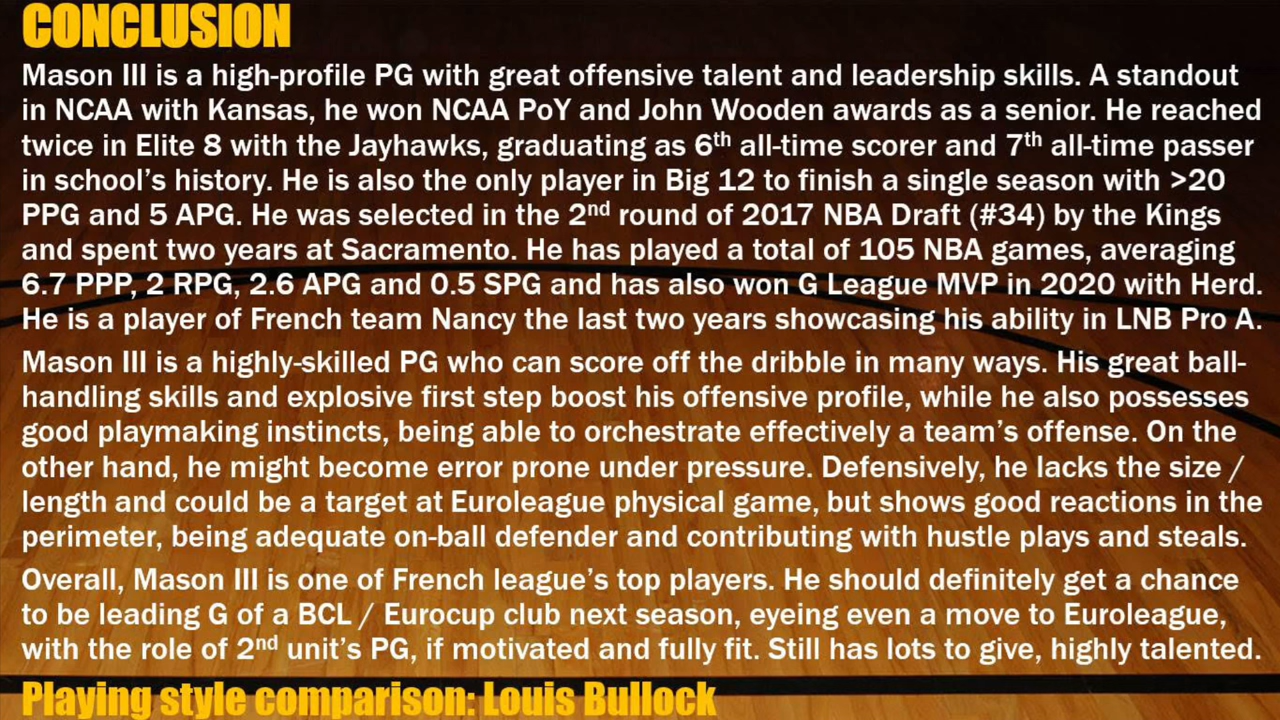 CONCLUSION
Mason III is a high-profile PG with great offensive talent and leadership skills. A standout
in NCAA with Kansas, he won NCAA PoY and John Wooden awards as a senior. He reached
twice in Elite 8 with the Jayhawks, graduating as 6th all-time scorer and 7th all-time passer
in school's history. He is also the only player in Big 12 to finish a single season with >20
PPG and 5 APG. He was selected in the 2nd round of 2017 NBA Draft (#34) by the Kings
and spent two years at Sacramento. He has played a total of 105 NBA games, averaging
6.7 PPP, 2 RPG, 2.6 APG and 0.5 SPG and has also won G League MVP in 2020 with Herd.
He is a player of French team Nancy the last two years showcasing his ability in LNB Pro A.
Mason III is a highly-skilled PG who can score off the dribble in many ways. His great ball-
handling skills and explosive first step boost his offensive profile, while he also possesses
good playmaking instincts, being able to orchestrate effectively a team's offense. On the
other hand, he might become error prone under pressure. Defensively, he lacks the size /
length and could be a target at Euroleague physical game, but shows good reactions in the
perimeter, being adequate on-ball defender and contributing with hustle plays and steals.
Overall, Mason III is one of French league's top players. He should definitely get a chance
to be leading G of a BCL / Eurocup club next season, eyeing even a move to Euroleague,
with the role of 2nd unit's PG, if motivated and fully fit. Still has lots to give, highly talented.
Playing style comparison: Louis Bullock